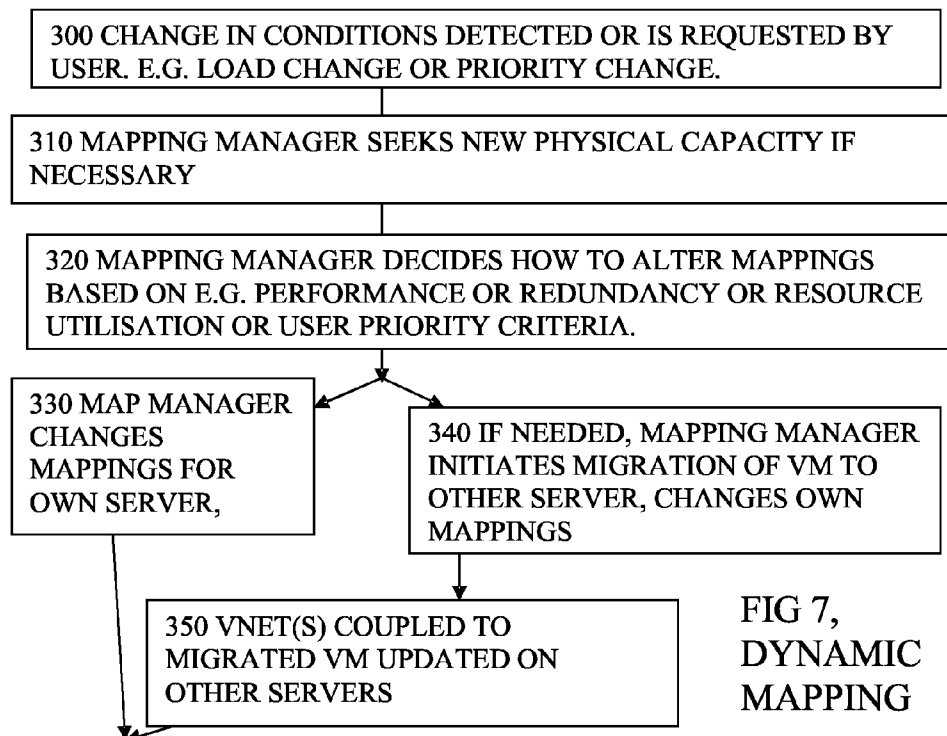 300 CHANGE IN CONDITIONS DETECTED OR IS REQUESTED BY
USER. E.G. LOAD CHANGE OR PRIORITY CHANGE.
310 MAPPING MANAGER SEEKS NEW PHYSICAL CAPACITY IF
NECESSARY
320 MAPPING MANAGER DECIDES HOW TO ALTER MAPPINGS
BASED ON E.G. PERFORMANCE OR REDUNDANCY OR RESOURCE
UTILISATION OR USER PRIORITY CRITERIA.
330 MAP MANAGER
CHANGES
MAPPINGS FOR
OWN SERVER,
340 IF NEEDED, MAPPING MANAGER
INITIATES MIGRATION OF VM TO
OTHER SERVER, CHANGES OWN
MAPPINGS
350 VNET(S) COUPLED TO
MIGRATED VM UPDATED ON
OTHER SERVERS
FIG 7,
DYNAMIC
MAPPING